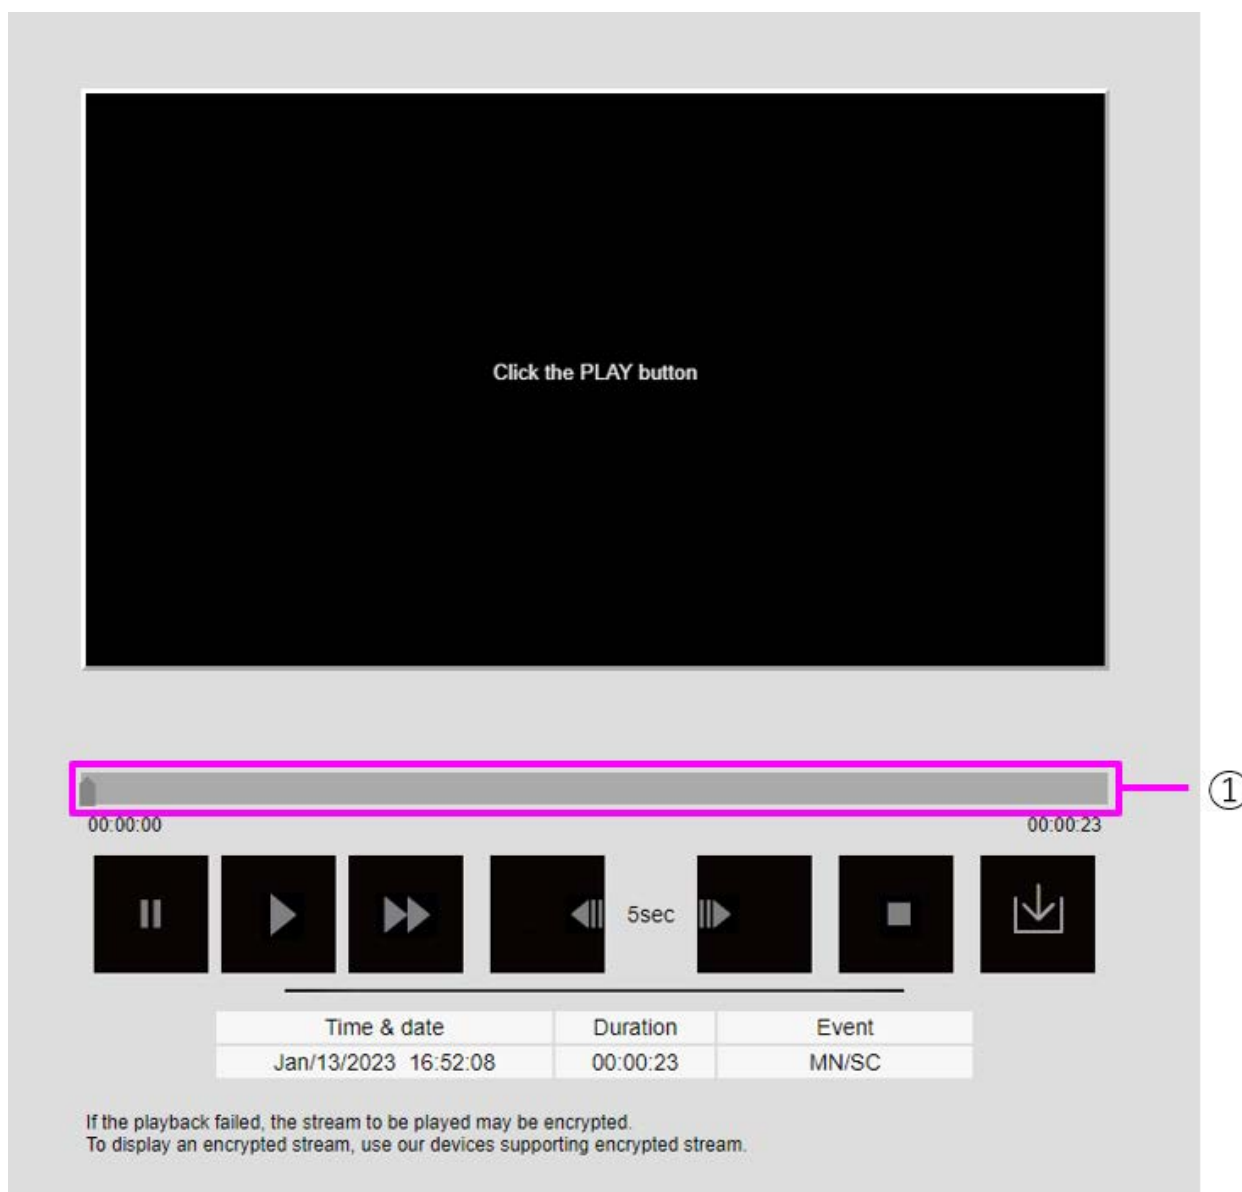 Click the PLAY button
①
00:00:00 00:00:23
5sec
Time & date Duration Event
Jan/13/2023 16:52:08 00:00:23 MN/SC
If the playback failed, the stream to be played may be encrypted.
To display an encrypted stream, use our devices supporting encrypted stream.